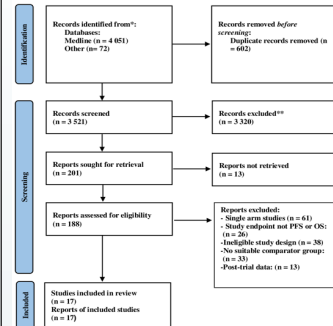 Identification
Records identified from*:
Databases:
Medline (n = 4 051)
Other (n= 72)
Records removed before
screening:
Duplicate records removed (n
= 602)
Screening
Records screened
(n = 3 521)
Records excluded**
(n = 3 320)
Reports sought for retrieval
(n = 201)
Reports not retrieved
(n = 13)
Reports assessed for eligibility
(n = 188)
Reports excluded:
- Single arm studies (n = 61)
- Study endpoint not PFS or OS:
(n = 26)
-Ineligible study design (n = 38)
-No suitable comparator group:
(n = 33)
-Post-trial data: (n = 13)
Included
Studies included in review
(n = 17)
Reports of included studies
(n = 17)